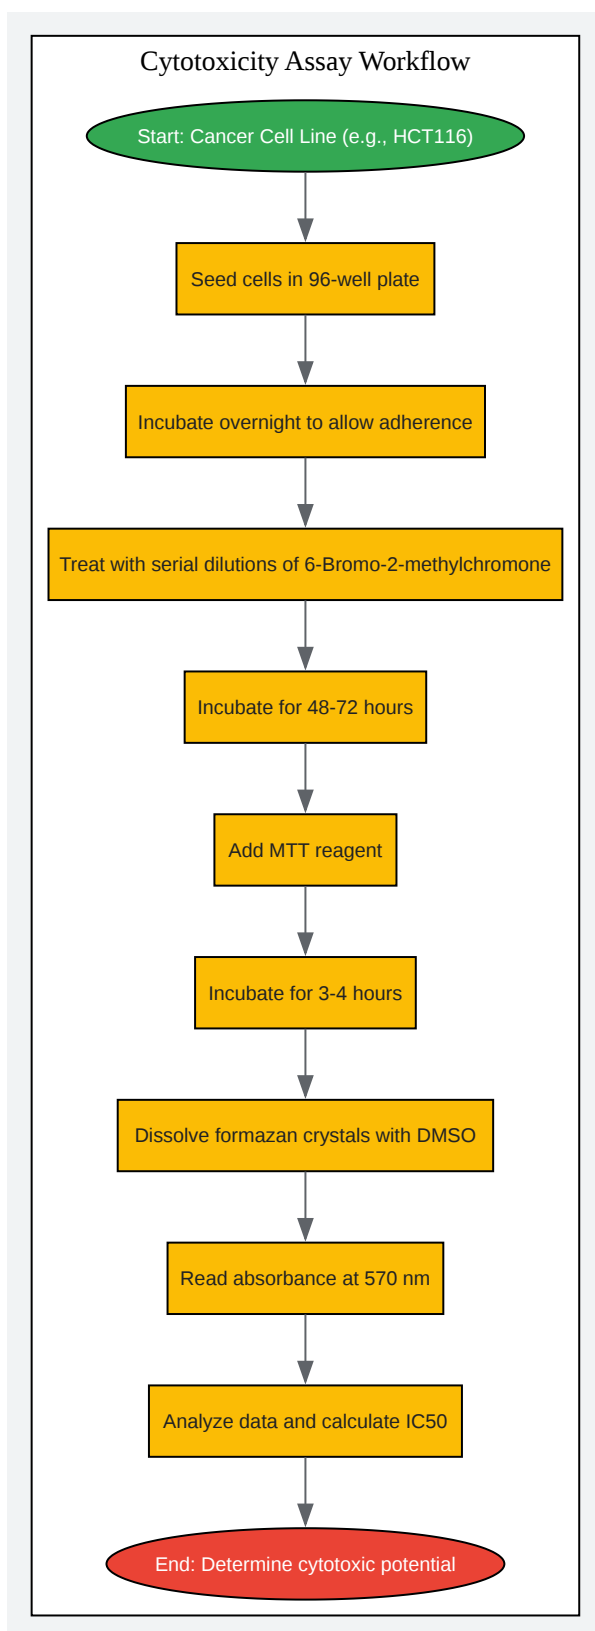 Cytotoxicity Assay Workflow
Start: Cancer Cell Line (e.g., HCT116)
Seed cells in 96-well plate
Incubate overnight to allow adherence
Treat with serial dilutions of 6-Bromo-2-methylchromone
Incubate for 48-72 hours
Add MTT reagent
Incubate for 3-4 hours
Dissolve formazan crystals with DMSO
Read absorbance at 570 nm
Analyze data and calculate IC50
End: Determine cytotoxic potential